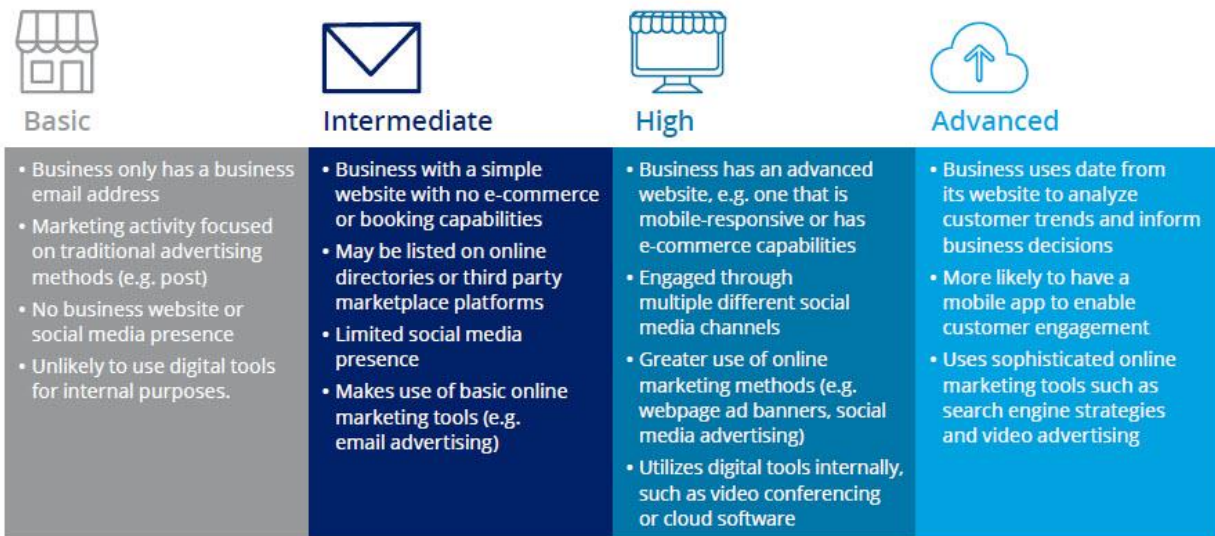 Basic
• Business only has a business
email address
• Marketing activity focused
on traditional advertising
methods (e.g. post)
• No business website or
social media presence
• Unlikely to use digital tools
for internal purposes.
Intermediate
• Business with a simple
website with no e-commerce
or booking capabilities
• May be listed on online
directories or third party
marketplace platforms
• Limited social media
presence
• Makes use of basic online
marketing tools (e.g.
email advertising)
High
• Business has an advanced
website, e.g. one that is
mobile-responsive or has
e-commerce capabilities
• Engaged through
multiple different social
media channels
• Greater use of online
marketing methods (e.g.
webpage ad banners, social
media advertising)
• Utilizes digital tools internally,
such as video conferencing
or cloud software
Advanced
• Business uses date from
its website to analyze
customer trends and inform
business decisions
• More likely to have a
mobile app to enable
customer engagement
• Uses sophisticated online
marketing tools such as
search engine strategies
and video advertising